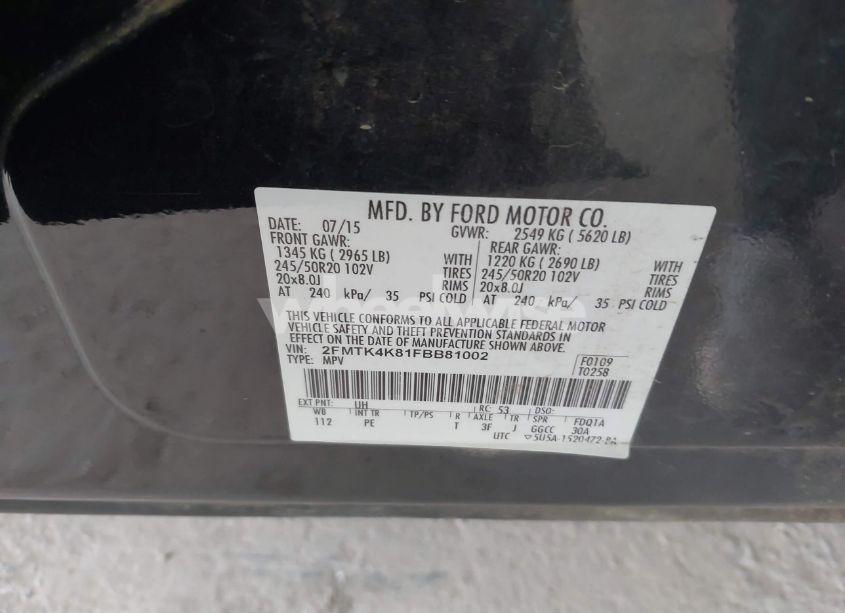 MFD. BY FORD MOTOR CO.
DATE: 07/15 GVWR: 2549 KG ( 5620 LB)
FRONT GAWR: REAR GAWR:
1345 KG ( 2965 LB) WITH 1220 KG ( 2690 LB) WITH
245/50R20 102V TIRES 245/50R20 102V TIRES
20x8.0J RIMS 20x8.0J RIMS
AT 240 kPa/ 35 PSI COLD AT 240 kPa/ 35 PSI COLD
wheelwise
THIS VEHICLE CONFORMS TO ALL APPLICABLE FEDERAL MOTOR
VEHICLE SAFETY AND THEFT PREVENTION STANDARDS IN
EFFECT ON THE DATE OF MANUFACTURE SHOWN ABOVE.
VIN: 2FMTK4K81FBB81002 F0109
TYPE: MPV T0258
EXT PNT: UH RC: 53 DSO:
WB INT TR TP/PS R AXLE TR SPR FDQ1A
112 PE T 3F J GGCC 30A
UTC 5U5A-1520472-BA